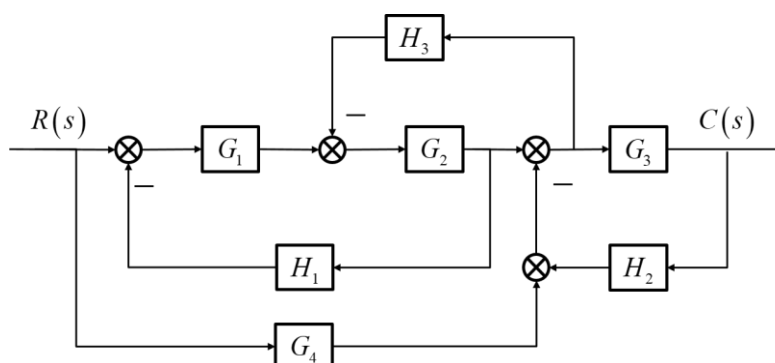 H₃
−
R(s)
G₁
G₂
G₃
C(s)
−
−
H₁
H₂
G₄